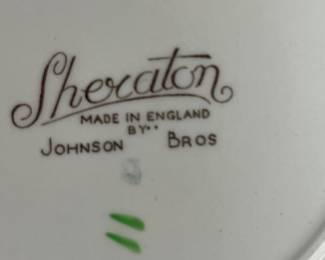 Sheraton
MADE IN ENGLAND
BY··
JOHNSON BROS